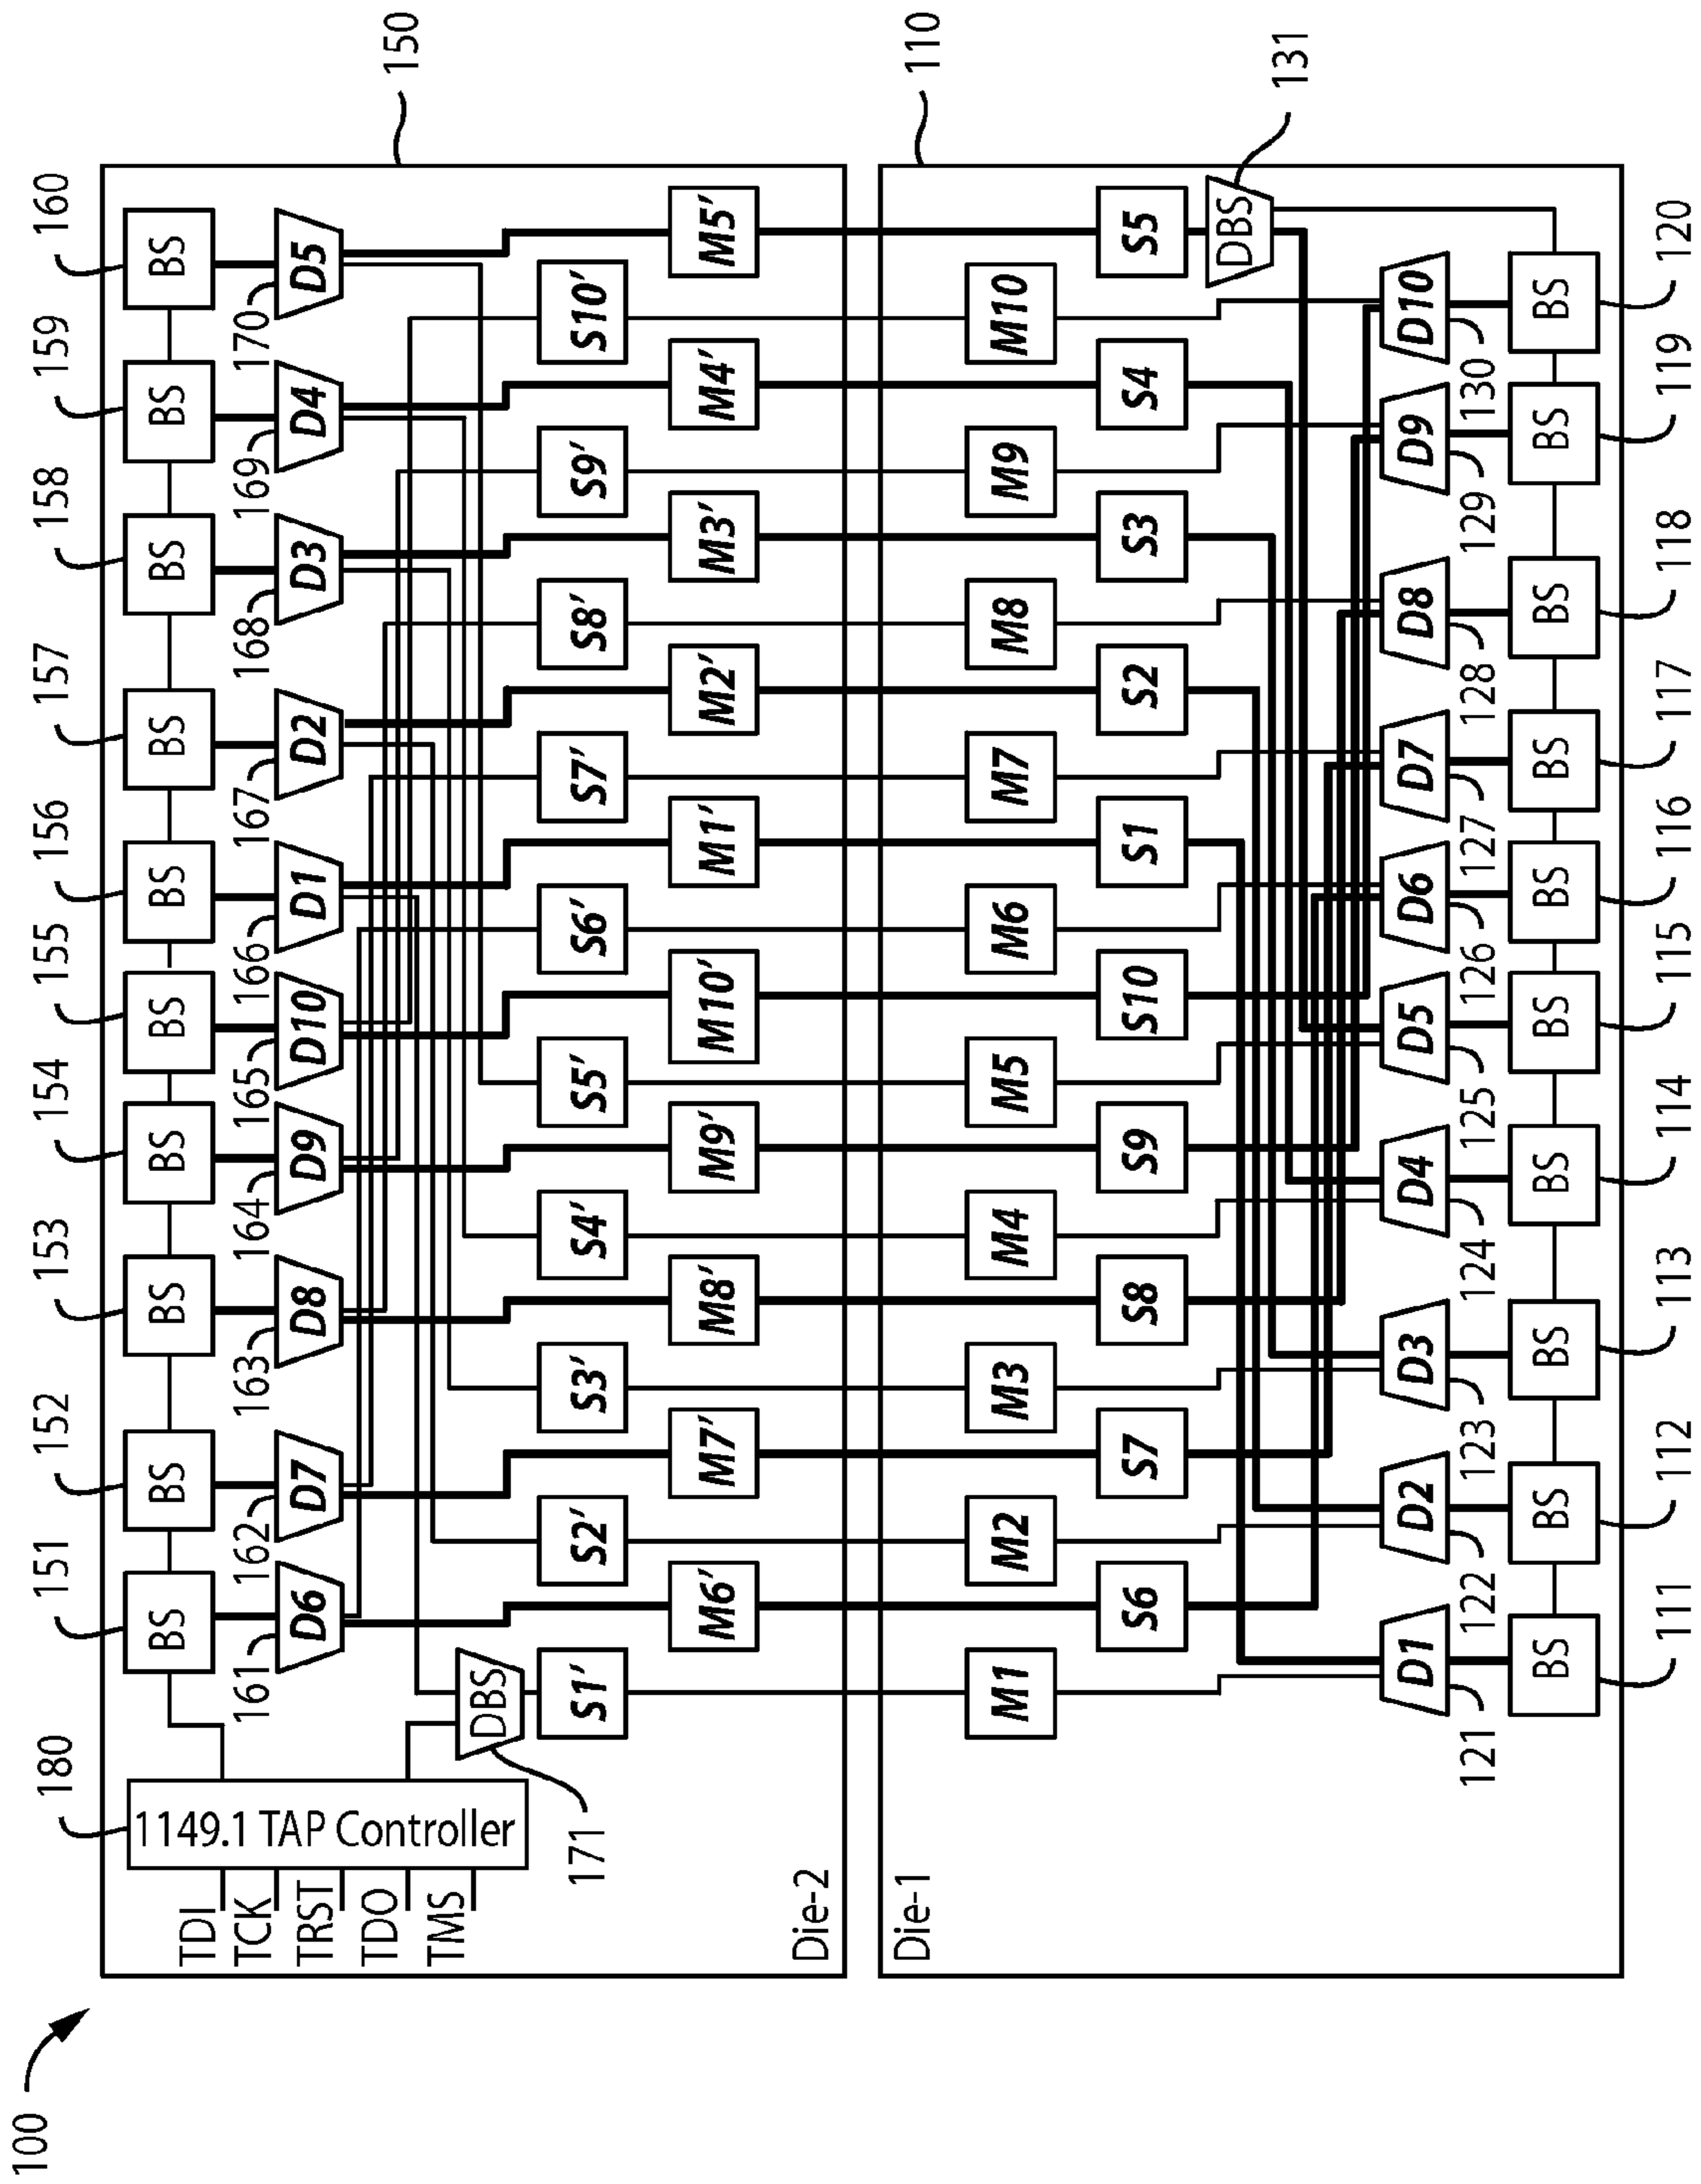 100
150
110
131
160
159
158
157
156
155
154
153
152
151
180
BS
BS
BS
BS
BS
BS
BS
BS
BS
BS
170
169
168
167
166
165
164
163
162
161
D5
D4
D3
D2
D1
D10
D9
D8
D7
D6
1149.1 TAP Controller
TDI
TCK
TRST
TDO
TMS
DBS
171
S10′
S9′
S8′
S7′
S6′
S5′
S4′
S3′
S2′
S1′
M5′
M4′
M3′
M2′
M1′
M10′
M9′
M8′
M7′
M6′
Die-2
Die-1
M10
M9
M8
M7
M6
M5
M4
M3
M2
M1
S5
S4
S3
S2
S1
S10
S9
S8
S7
S6
DBS
D10
D9
D8
D7
D6
D5
D4
D3
D2
D1
130
129
128
127
126
125
124
123
122
121
BS
BS
BS
BS
BS
BS
BS
BS
BS
BS
120
119
118
117
116
115
114
113
112
111